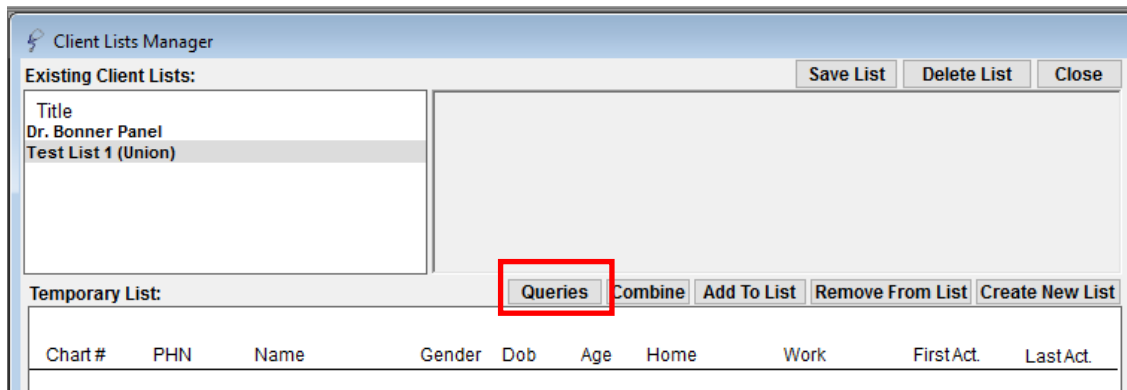 Client Lists Manager
Existing Client Lists: Save List Delete List Close
Title
Dr. Bonner Panel
Test List 1 (Union)
Temporary List: Queries Combine Add To List Remove From List Create New List
Chart # PHN Name Gender Dob Age Home Work First Act. Last Act.